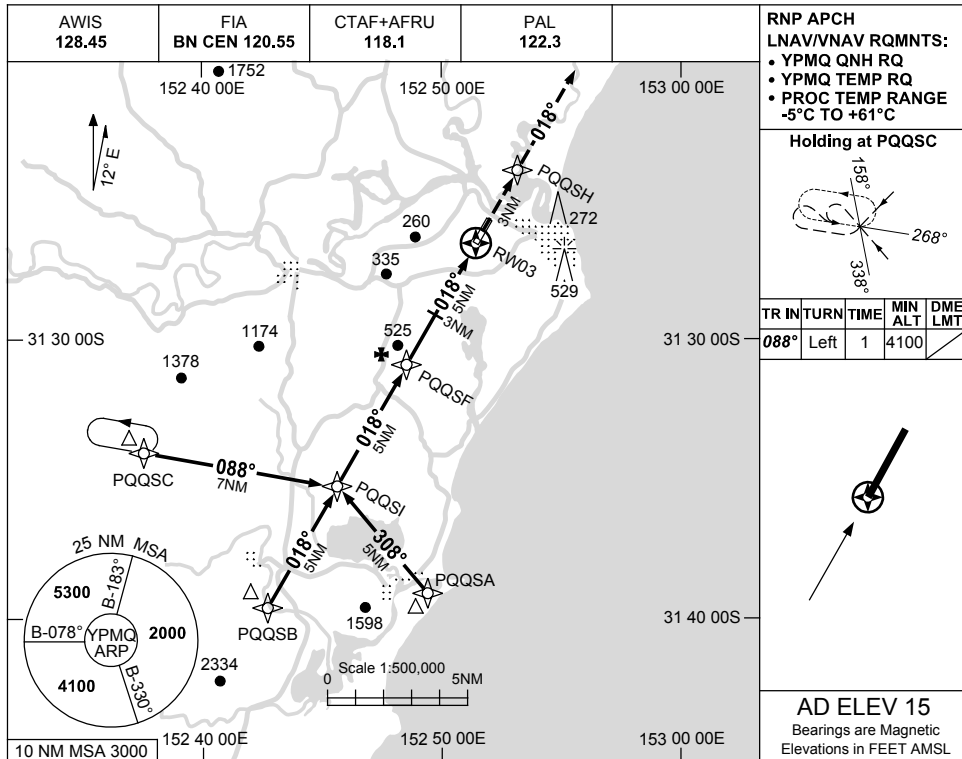 AWIS
128.45
FIA
BN CEN 120.55
CTAF+AFRU
118.1
PAL
122.3
RNP APCH
LNAV/VNAV RQMNTS:
• YPMQ QNH RQ
• YPMQ TEMP RQ
• PROC TEMP RANGE
-5°C TO +61°C
1752
152 40 00E
152 50 00E
153 00 00E
12° E
018°
PQQSH
3NM
272
260
335
RW03
529
018°
5NM
3NM
31 30 00S
31 30 00S
1174
1378
525
PQQSF
018°
5NM
088°
7NM
PQQSC
PQQSI
308°
5NM
018°
5NM
PQQSA
PQQSB
1598
2334
31 40 00S
25 NM MSA
5300
B-183°
B-078°
YPMQ
ARP
2000
4100
B-330°
10 NM MSA 3000
Scale 1:500,000
0
5NM
152 40 00E
152 50 00E
153 00 00E
Holding at PQQSC
158°
268°
338°
TR IN TURN TIME MIN ALT DME LMT
088° Left 1 4100
AD ELEV 15
Bearings are Magnetic
Elevations in FEET AMSL